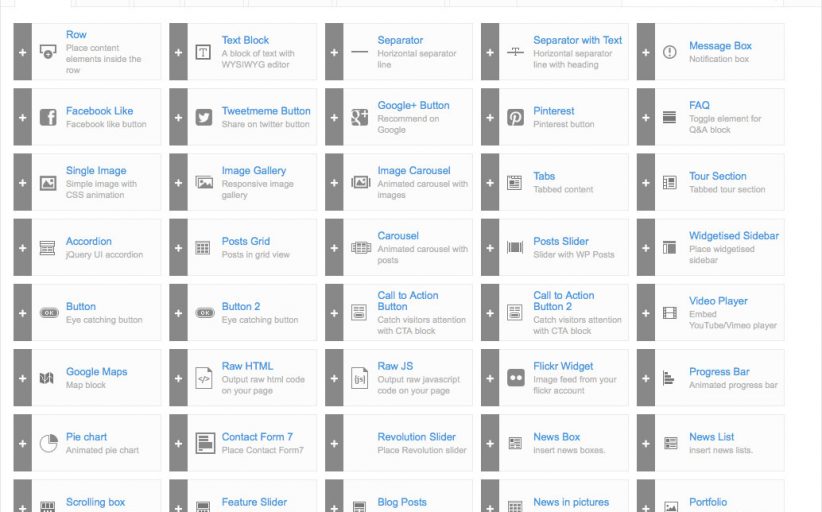 Row
Place content
elements inside the
row
Text Block
A block of text with
WYSIWYG editor
Separator
Horizontal separator
line
Separator with Text
Horizontal separator
line with heading
Message Box
Notification box
Facebook Like
Facebook like button
Tweetmeme Button
Share on twitter button
Google+ Button
Recommend on
Google
Pinterest
Pinterest button
FAQ
Toggle element for
Q&A block
Single Image
Simple image with
CSS animation
Image Gallery
Responsive image
gallery
Image Carousel
Animated carousel with
images
Tabs
Tabbed content
Tour Section
Tabbed tour section
Accordion
jQuery UI accordion
Posts Grid
Posts in grid view
Carousel
Animated carousel with
posts
Posts Slider
Slider with WP Posts
Widgetised Sidebar
Place widgetised
sidebar
OK
Button
Eye catching button
OK
Button 2
Eye catching button
Call to Action
Button
Catch visitors attention
with CTA block
Call to Action
Button 2
Catch visitors attention
with CTA block
Video Player
Embed
YouTube/Vimeo player
Google Maps
Map block
Raw HTML
Output raw html code
on your page
Raw JS
Output raw javascript
code on your page
Flickr Widget
Image feed from your
flickr account
Progress Bar
Animated progress bar
Pie chart
Animated pie chart
Contact Form 7
Place Contact Form7
Revolution Slider
Place Revolution slider
News Box
insert news boxes.
News List
insert news lists.
Scrolling box
Feature Slider
Blog Posts
News in pictures
Portfolio